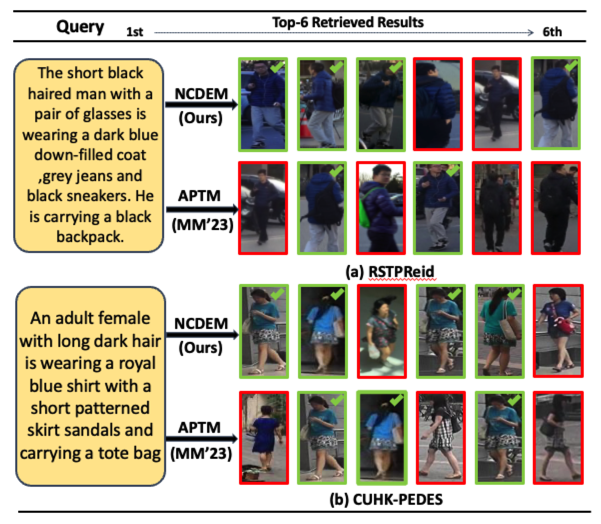 Query
1st
Top-6 Retrieved Results
6th
The short black
haired man with a
pair of glasses is
wearing a dark blue
down-filled coat
,grey jeans and
black sneakers. He
is carrying a black
backpack.
NCDEM
(Ours)
APTM
(MM'23)
(a) RSTPReid
An adult female
with long dark hair
is wearing a royal
blue shirt with a
short patterned
skirt sandals and
carrying a tote bag
NCDEM
(Ours)
APTM
(MM'23)
(b) CUHK-PEDES